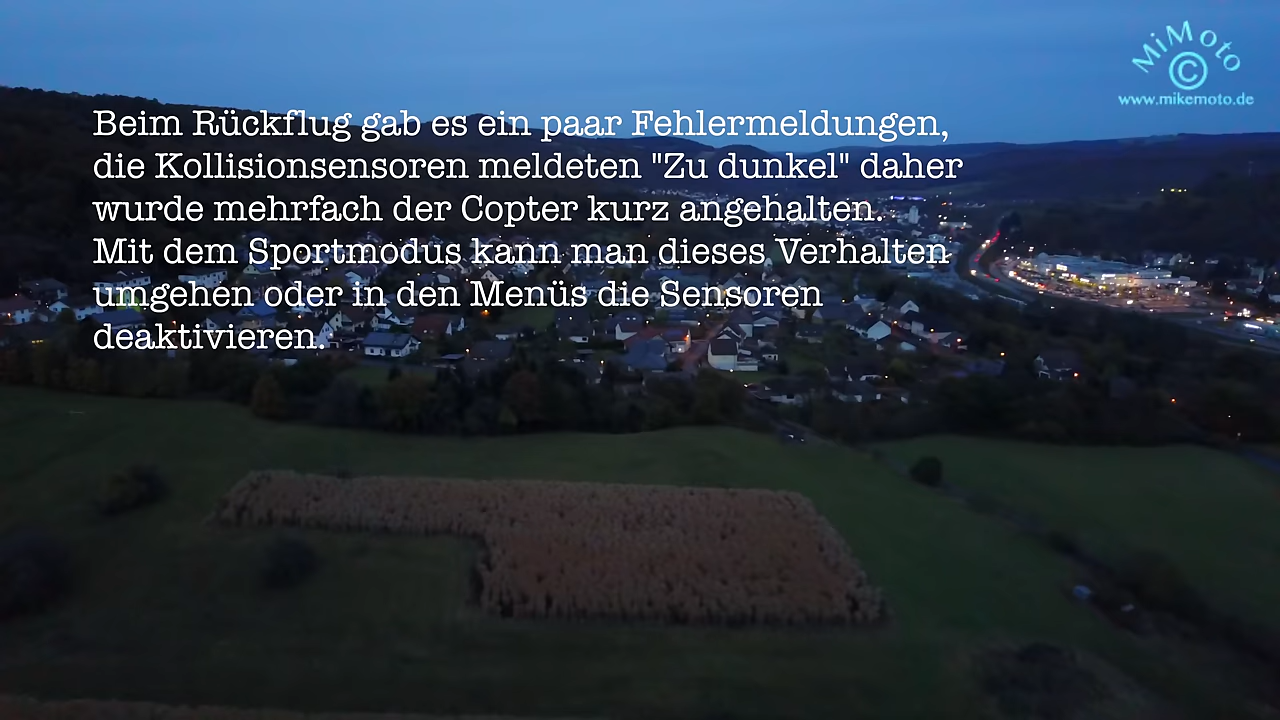 MiMoto
©
www.mikemoto.de
Beim Rückflug gab es ein paar Fehlermeldungen,
die Kollisionsensoren meldeten "Zu dunkel" daher
wurde mehrfach der Copter kurz angehalten.
Mit dem Sportmodus kann man dieses Verhalten
umgehen oder in den Menüs die Sensoren
deaktivieren.